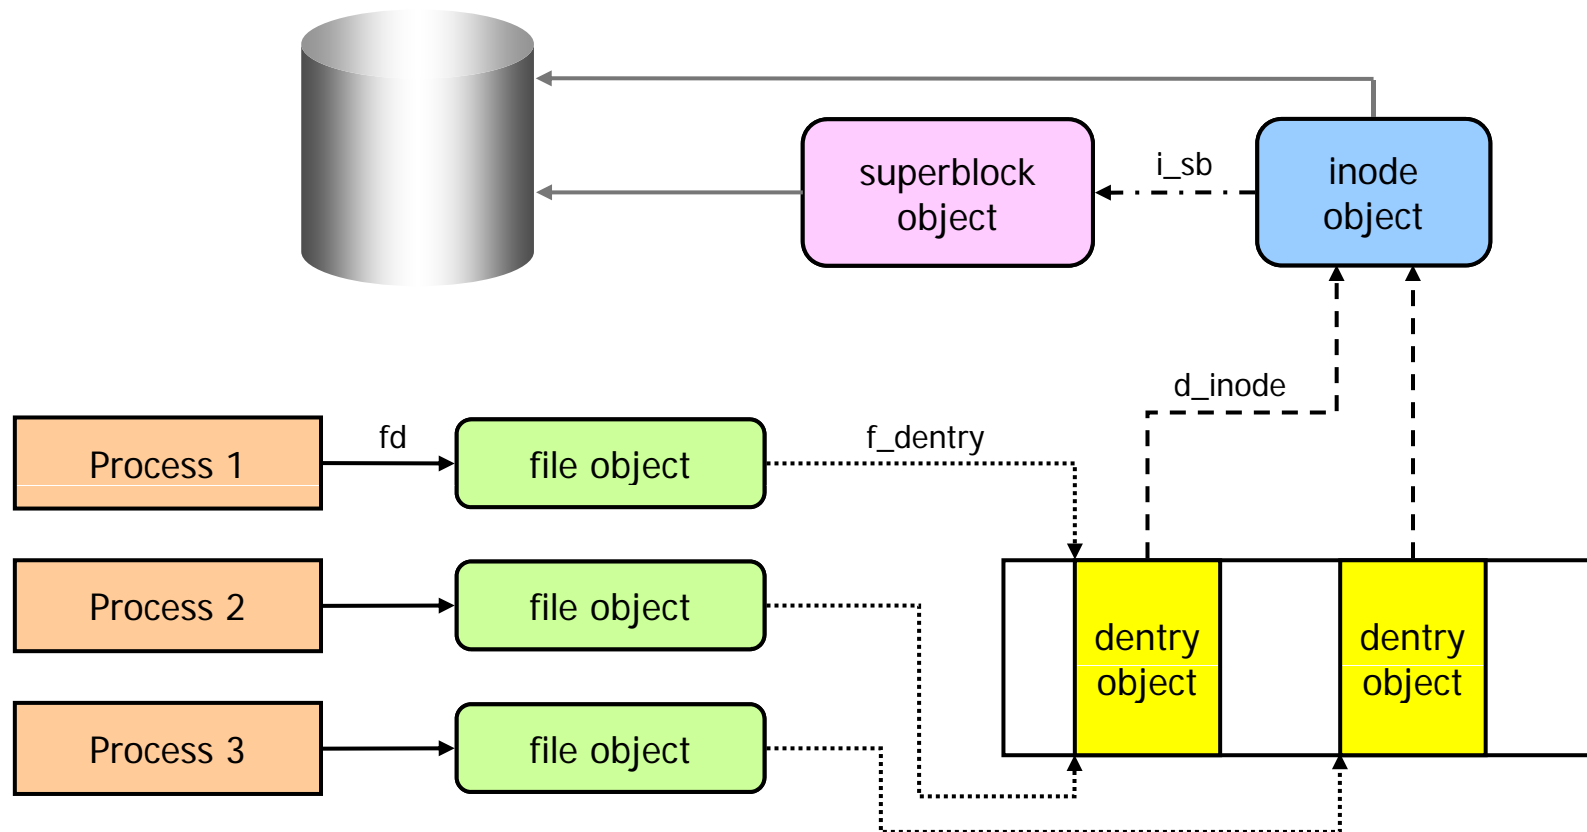 superblock
object
i_sb
inode
object
d_inode
Process 1
fd
file object
f_dentry
Process 2
file object
dentry
object
dentry
object
Process 3
file object